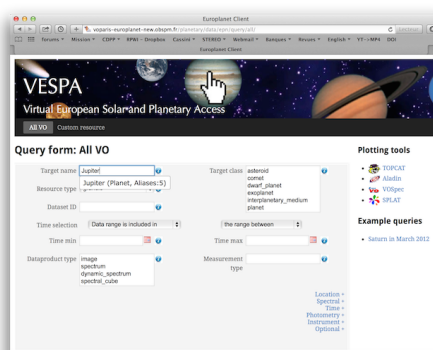 Europlanet Client
voparis-europlanet-new.obspm.fr/planetary/data/epn/query/all/
forums Mission CDPP RPWI - Dropbox Cassini STEREO Webmail Banques Revues English YT->MP3 DOI
Europlanet Client
VESPA
Virtual European Solar and Planetary Access
All VO Custom resource
Query form: All VO
Target name Jupiter
Jupiter (Planet, Aliases:5)
Resource type
Dataset ID
Target class asteroid
comet
dwarf_planet
exoplanet
interplanetary_medium
planet
Time selection Data range is included in the range between
Time min Time max
Dataproduct type image
spectrum
dynamic_spectrum
spectral_cube
Measurement
type
Location
Spectral
Time
Photometry
Instrument
Optional
Plotting tools
TOPCAT
Aladin
VOSpec
SPLAT
Example queries
Saturn in March 2012